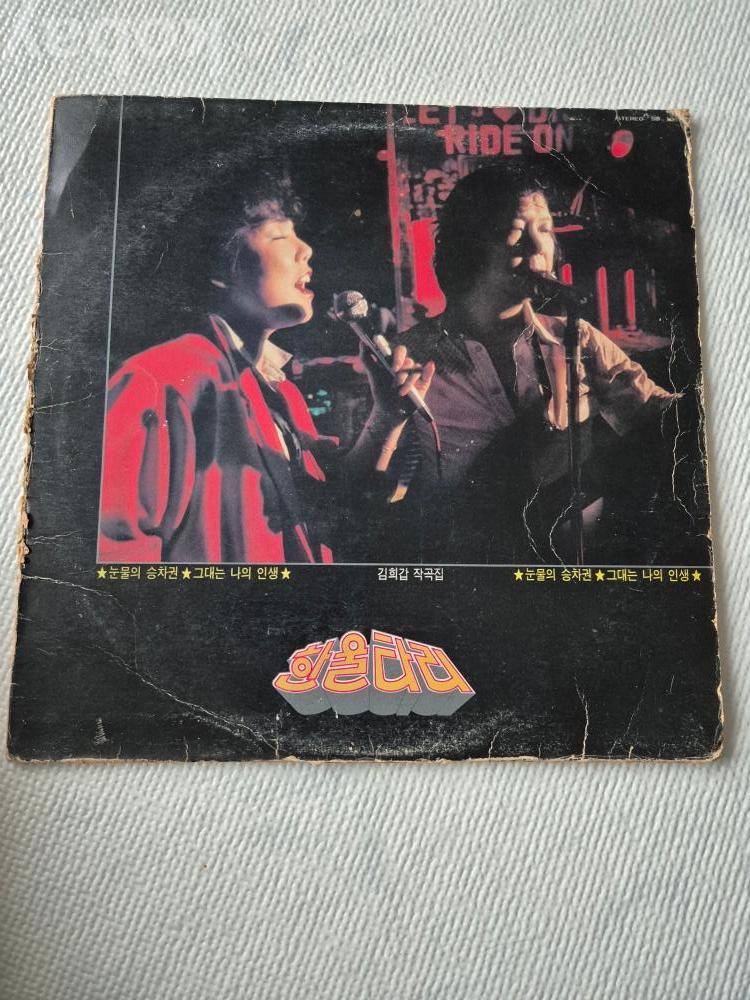 RIDE ON
STEREO
★눈물의 승차권★그대는 나의 인생★
김희갑 작곡집
★눈물의 승차권★그대는 나의 인생★
한울타리